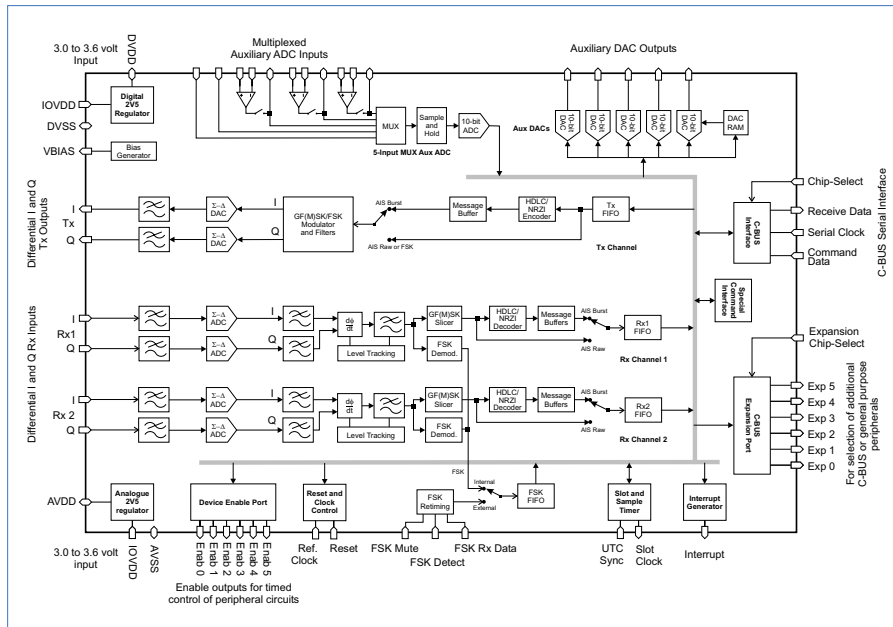 3.0 to 3.6 volt
Input
DVDD
Multiplexed
Auxiliary ADC Inputs
Auxiliary DAC Outputs
IOVDD
DVSS
VBIAS
Digital
2V5
Regulator
Bias
Generator
MUX
Sample
and
Hold
10-bit
ADC
5-Input MUX Aux ADC
Aux DACs
10-bit
DAC
10-bit
DAC
10-bit
DAC
10-bit
DAC
10-bit
DAC
DAC
RAM
Differential I and Q
Tx Outputs
I
Tx
Q
Σ–Δ
DAC
Σ–Δ
DAC
I
Q
GF(M)SK/FSK
Modulator
and Filters
AIS Burst
AIS Raw or FSK
Message
Buffer
HDLC/
NRZI
Encoder
Tx
FIFO
Tx Channel
C-BUS
Interface
Chip-Select
Receive Data
Serial Clock
Command
Data
C-BUS Serial Interface
Special
Command
Interface
Differential I and Q Rx Inputs
I
Rx1
Q
Σ–Δ
ADC
Σ–Δ
ADC
I
Q
dϕ
dt
Level Tracking
GF(M)SK
Slicer
FSK
Demod.
HDLC/
NRZI
Decoder
Message
Buffers
AIS Burst
AIS Raw
Rx1
FIFO
Rx Channel 1
I
Rx 2
Q
Σ–Δ
ADC
Σ–Δ
ADC
I
Q
dϕ
dt
Level Tracking
GF(M)SK
Slicer
FSK
Demod.
HDLC/
NRZI
Decoder
Message
Buffers
AIS Burst
AIS Raw
Rx2
FIFO
Rx Channel 2
Expansion
Chip-Select
C-BUS
Expansion Port
Exp 5
Exp 4
Exp 3
Exp 2
Exp 1
Exp 0
For selection of additional
C-BUS or general purpose
peripherals
FSK
AVDD
Analogue
2V5
regulator
IOVDD
AVSS
3.0 to 3.6 volt
input
Device Enable Port
Enab 0
Enab 1
Enab 2
Enab 3
Enab 4
Enab 5
Enable outputs for timed
control of peripheral circuits
Reset and
Clock
Control
Ref.
Clock
Reset
FSK
Retiming
Internal
External
FSK
FIFO
FSK Mute
FSK Detect
FSK Rx Data
Slot and
Sample
Timer
UTC
Sync
Slot
Clock
Interrupt
Generator
Interrupt